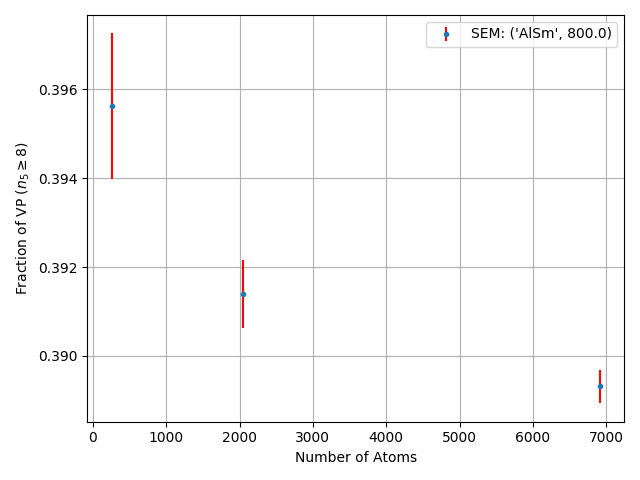 SEM: ('AlSm', 800.0)
0.396
0.394
0.392
0.390
Fraction of VP (n₅ ≥ 8)
0 1000 2000 3000 4000 5000 6000 7000
Number of Atoms